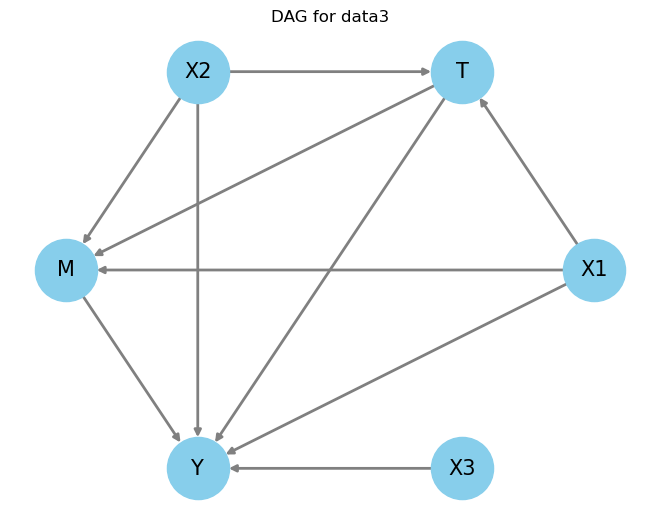 DAG for data3
X2
T
M
X1
Y
X3